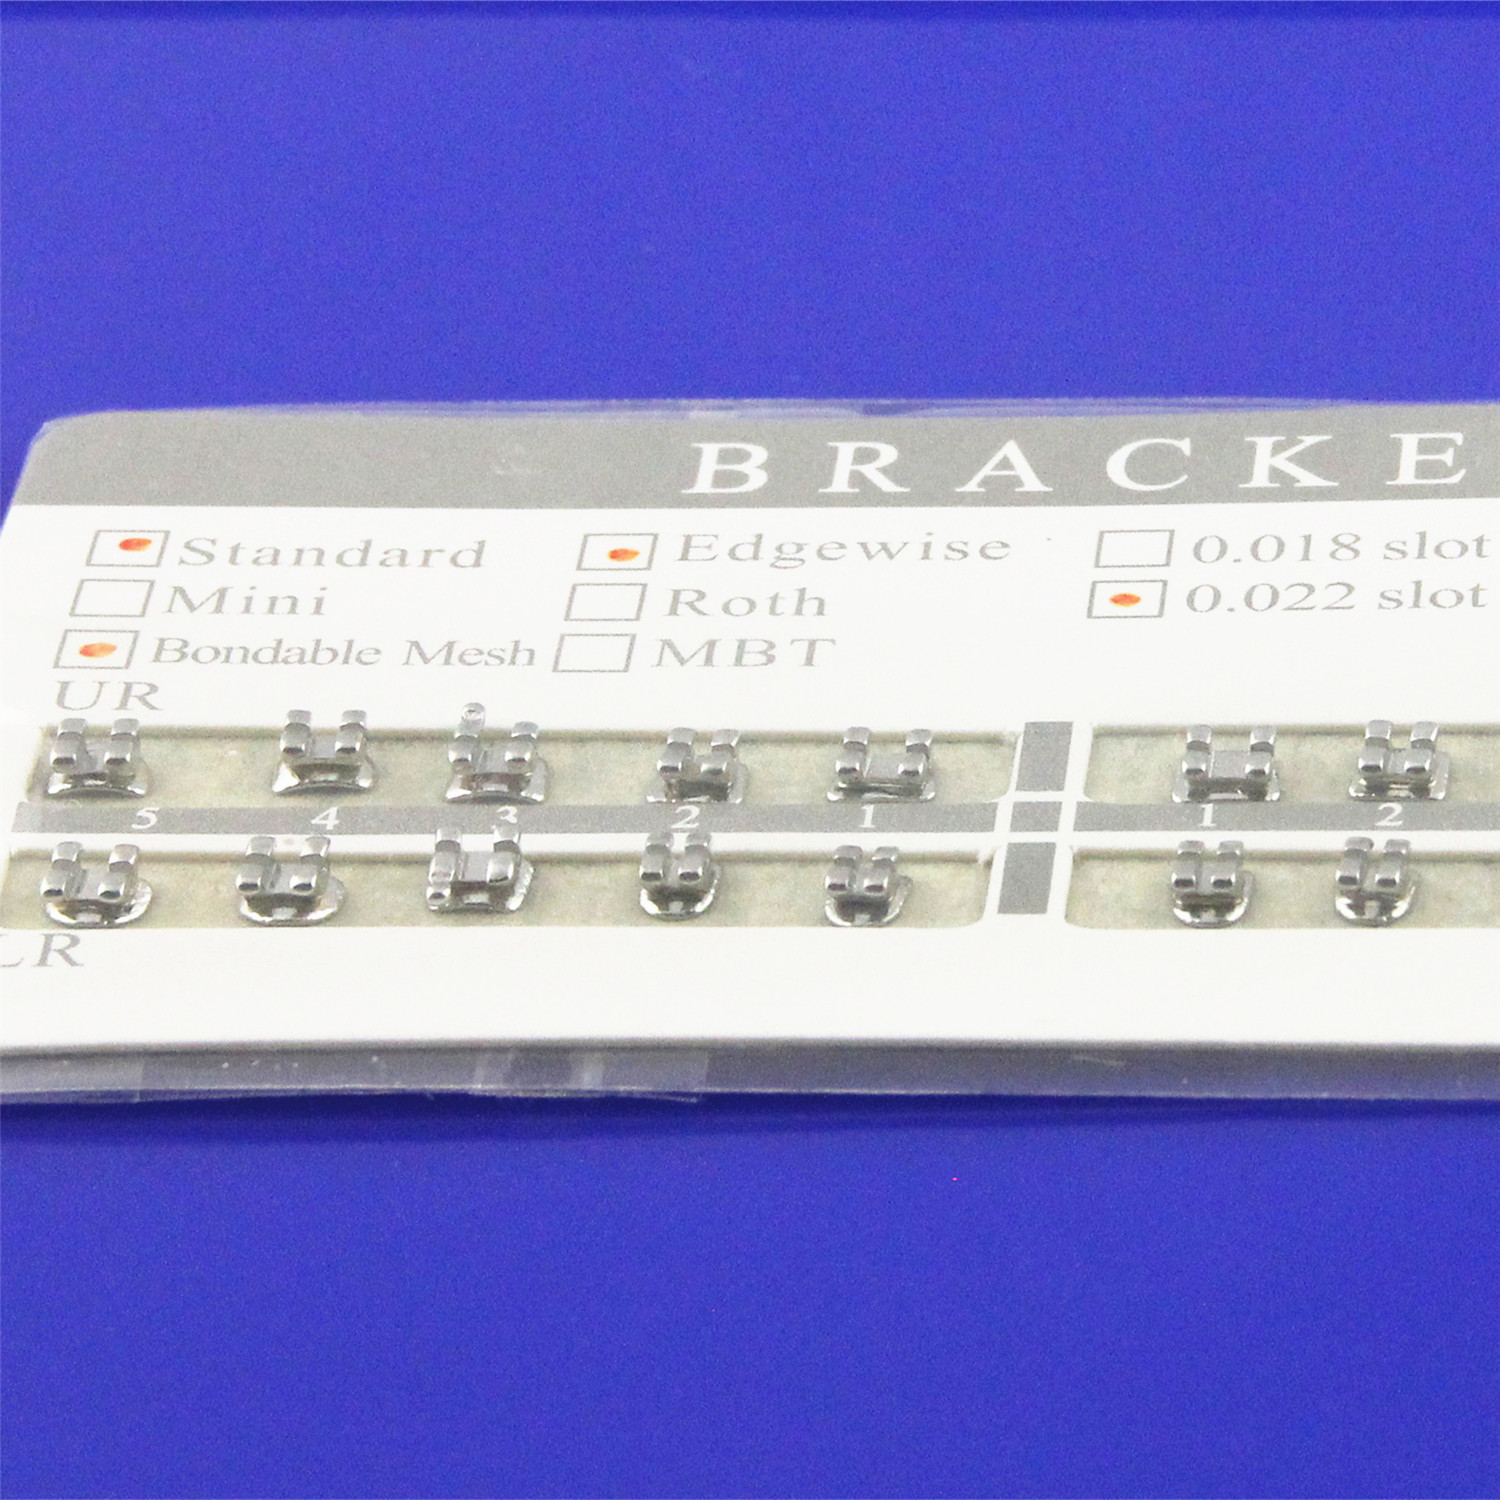 BRACKE
Standard Edgewise 0.018 slot
Mini Roth 0.022 slot
Bondable Mesh MBT
UR
5 4 3 2 1 1 2
LR